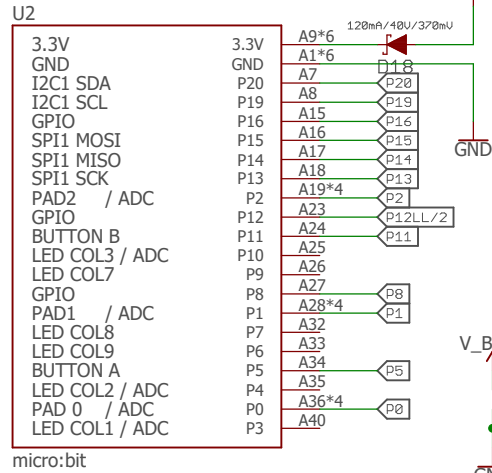 U2
120mA/40V/370mV
3.3V 3.3V A9*6
D18
GND GND A1*6
I2C1 SDA P20 A7 P20
I2C1 SCL P19 A8 P19
GPIO P16 A15 P16
SPI1 MOSI P15 A16 P15
GND
SPI1 MISO P14 A17 P14
SPI1 SCK P13 A18 P13
PAD2 / ADC P2 A19*4 P2
GPIO P12 A23 P12LL/2
BUTTON B P11 A24 P11
LED COL3 / ADC P10 A25
LED COL7 P9 A26
GPIO P8 A27 P8
PAD1 / ADC P1 A28*4 P1
LED COL8 P7 A32
V_B
LED COL9 P6 A33
BUTTON A P5 A34 P5
LED COL2 / ADC P4 A35
PAD 0 / ADC P0 A36*4 P0
LED COL1 / ADC P3 A40
micro:bit